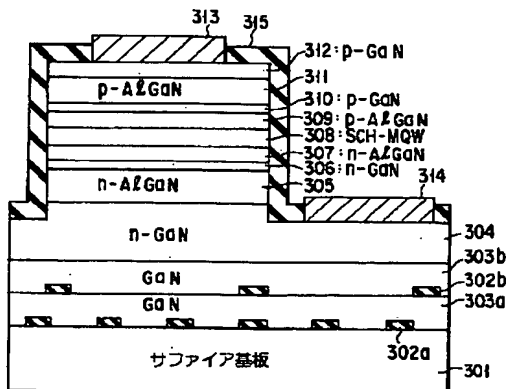 313
315
312:p-GaN
311
p-AlGaN
310:p-GaN
309:p-AlGaN
308:SCH-MQW
307:n-AlGaN
306:n-GaN
314
n-AlGaN
305
n-GaN
304
303b
GaN
302b
GaN
303a
サファイア基板
302a
301